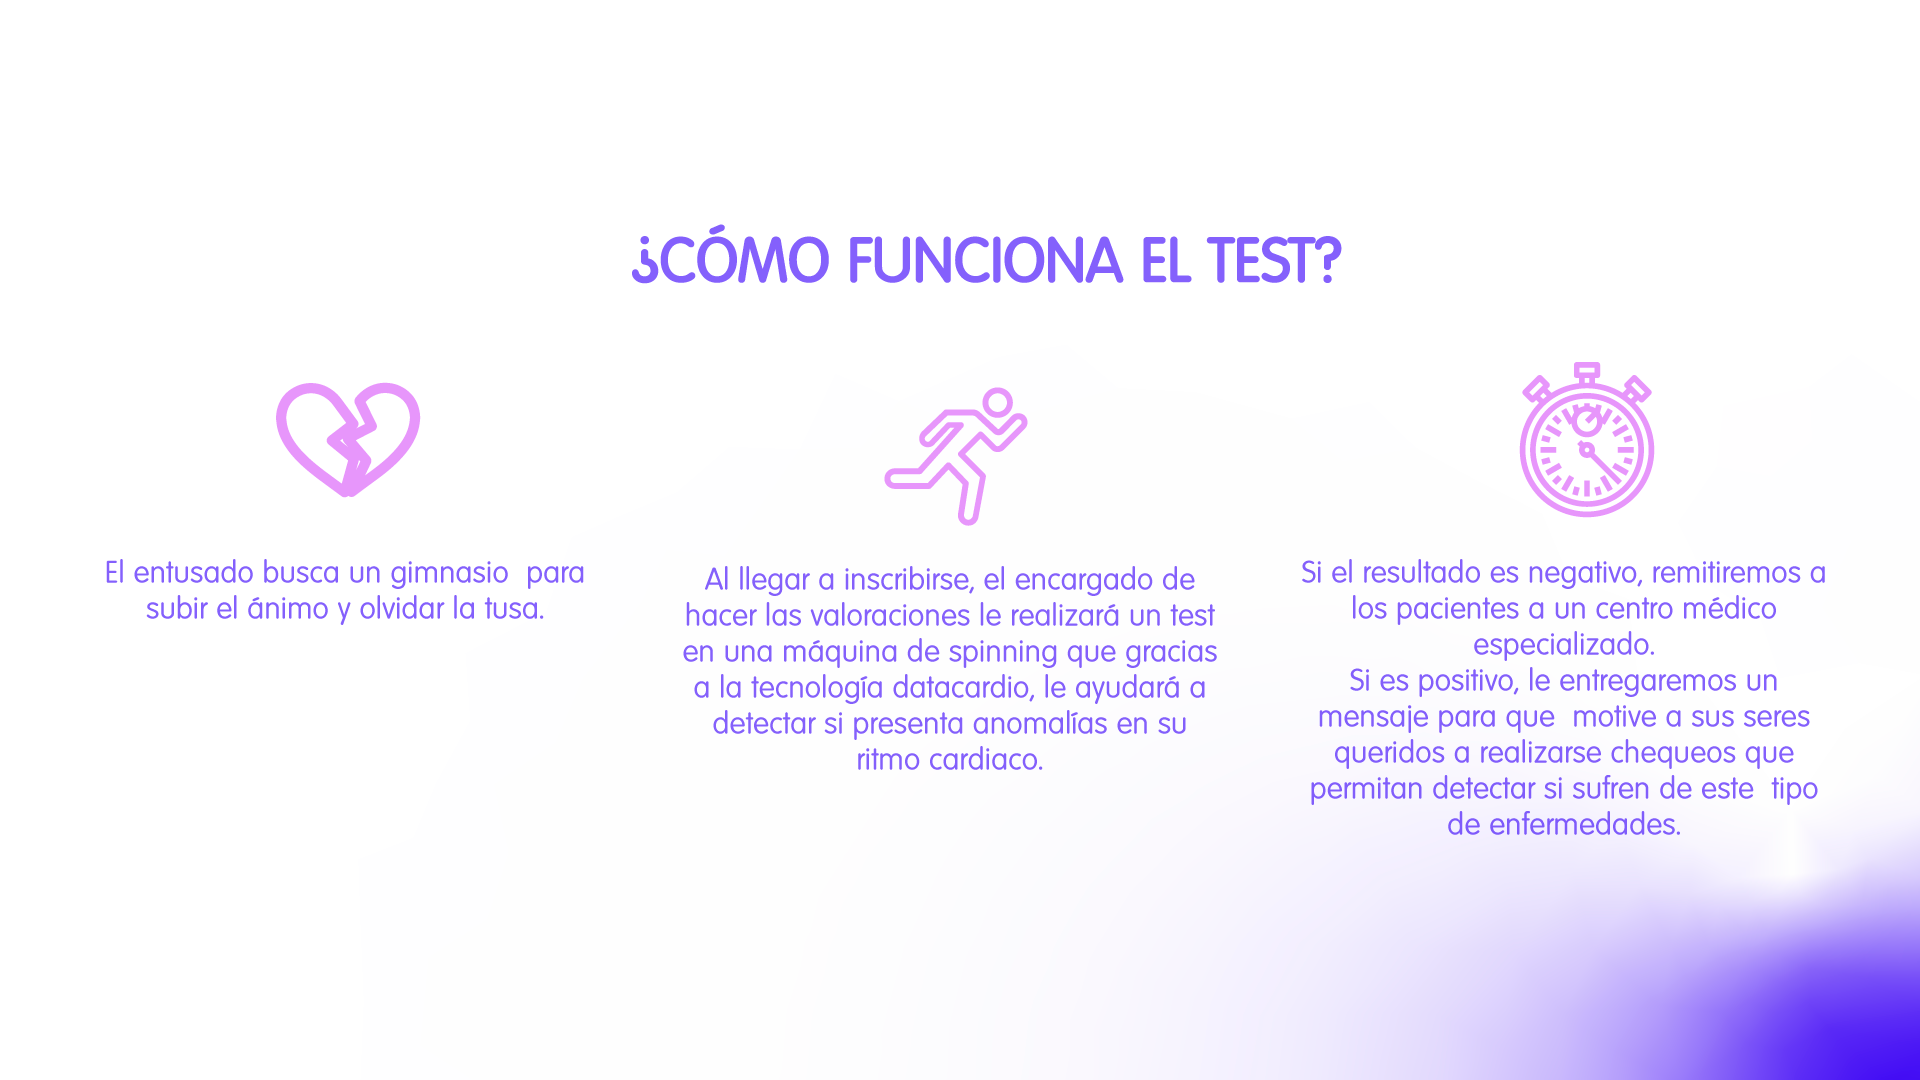 ¿CÓMO FUNCIONA EL TEST?
El entusado busca un gimnasio  para
subir el ánimo y olvidar la tusa.
Al llegar a inscribirse, el encargado de
hacer las valoraciones le realizará un test
en una máquina de spinning que gracias
a la tecnología datacardio, le ayudará a
detectar si presenta anomalías en su
ritmo cardiaco.
Si el resultado es negativo, remitiremos a
los pacientes a un centro médico
especializado.
Si es positivo, le entregaremos un
mensaje para que  motive a sus seres
queridos a realizarse chequeos que
permitan detectar si sufren de este  tipo
de enfermedades.